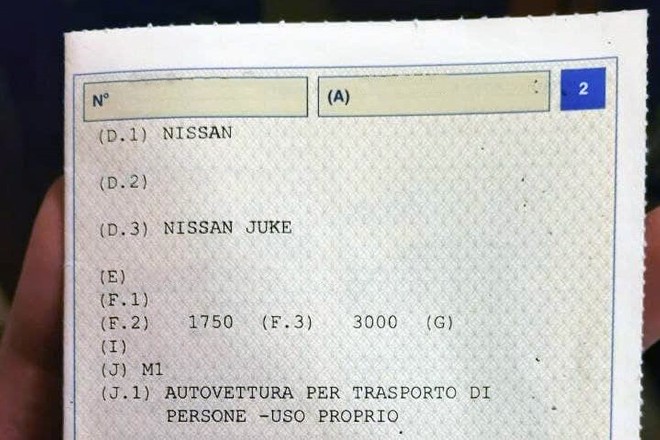 N° (A) 2
(D.1) NISSAN
(D.2)
(D.3) NISSAN JUKE
(E)
(F.1)
(F.2) 1750 (F.3) 3000 (G)
(I)
(J) M1
(J.1) AUTOVETTURA PER TRASPORTO DI
PERSONE -USO PROPRIO